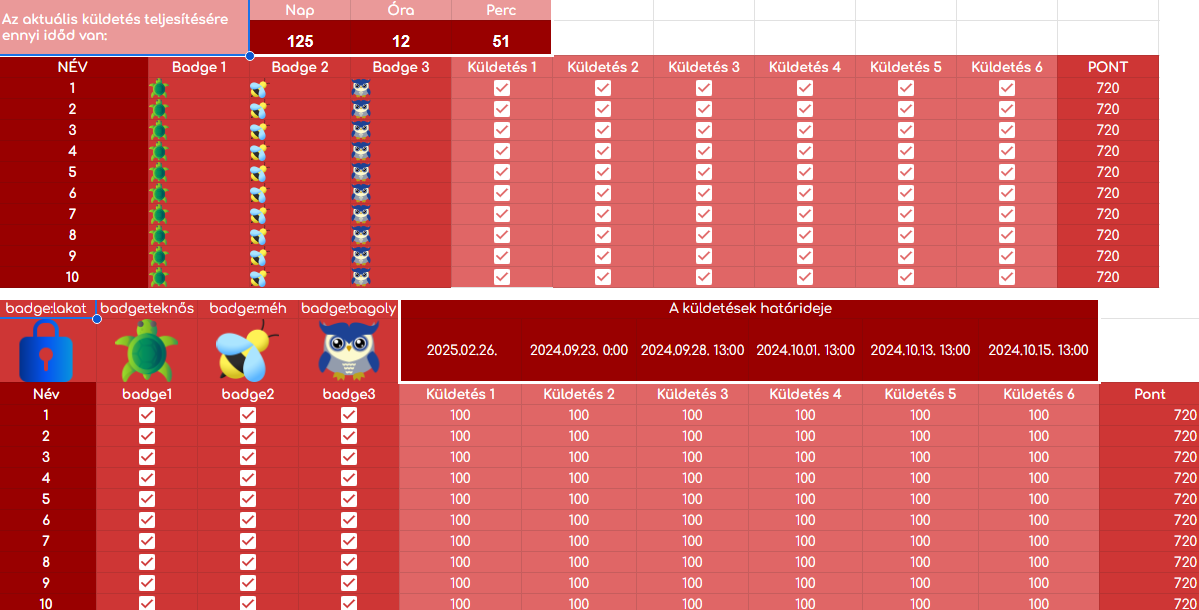 Nap Óra Perc
Az aktuális küldetés teljesítésére
ennyi időd van:
125 12 51
NÉV Badge 1 Badge 2 Badge 3 Küldetés 1 Küldetés 2 Küldetés 3 Küldetés 4 Küldetés 5 Küldetés 6 PONT
1 720
2 720
3 720
4 720
5 720
6 720
7 720
8 720
9 720
10 720
badge:lakat badge:teknős badge:méh badge:bagoly A küldetések határideje
2025.02.26. 2024.09.23. 0:00 2024.09.28. 13:00 2024.10.01. 13:00 2024.10.13. 13:00 2024.10.15. 13:00
Név badge1 badge2 badge3 Küldetés 1 Küldetés 2 Küldetés 3 Küldetés 4 Küldetés 5 Küldetés 6 Pont
1 100 100 100 100 100 100 720
2 100 100 100 100 100 100 720
3 100 100 100 100 100 100 720
4 100 100 100 100 100 100 720
5 100 100 100 100 100 100 720
6 100 100 100 100 100 100 720
7 100 100 100 100 100 100 720
8 100 100 100 100 100 100 720
9 100 100 100 100 100 100 720
10 100 100 100 100 100 100 720